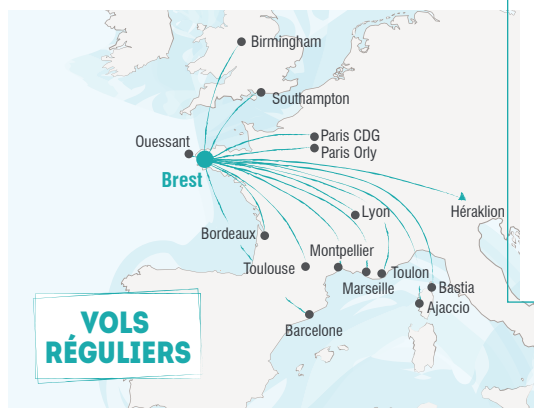 Birmingham
Southampton
Paris CDG
Ouessant
Paris Orly
Brest
Lyon
Héraklion
Bordeaux
Montpellier
Toulouse
Toulon
Marseille
Bastia
Ajaccio
Barcelone
VOLS
RÉGULIERS